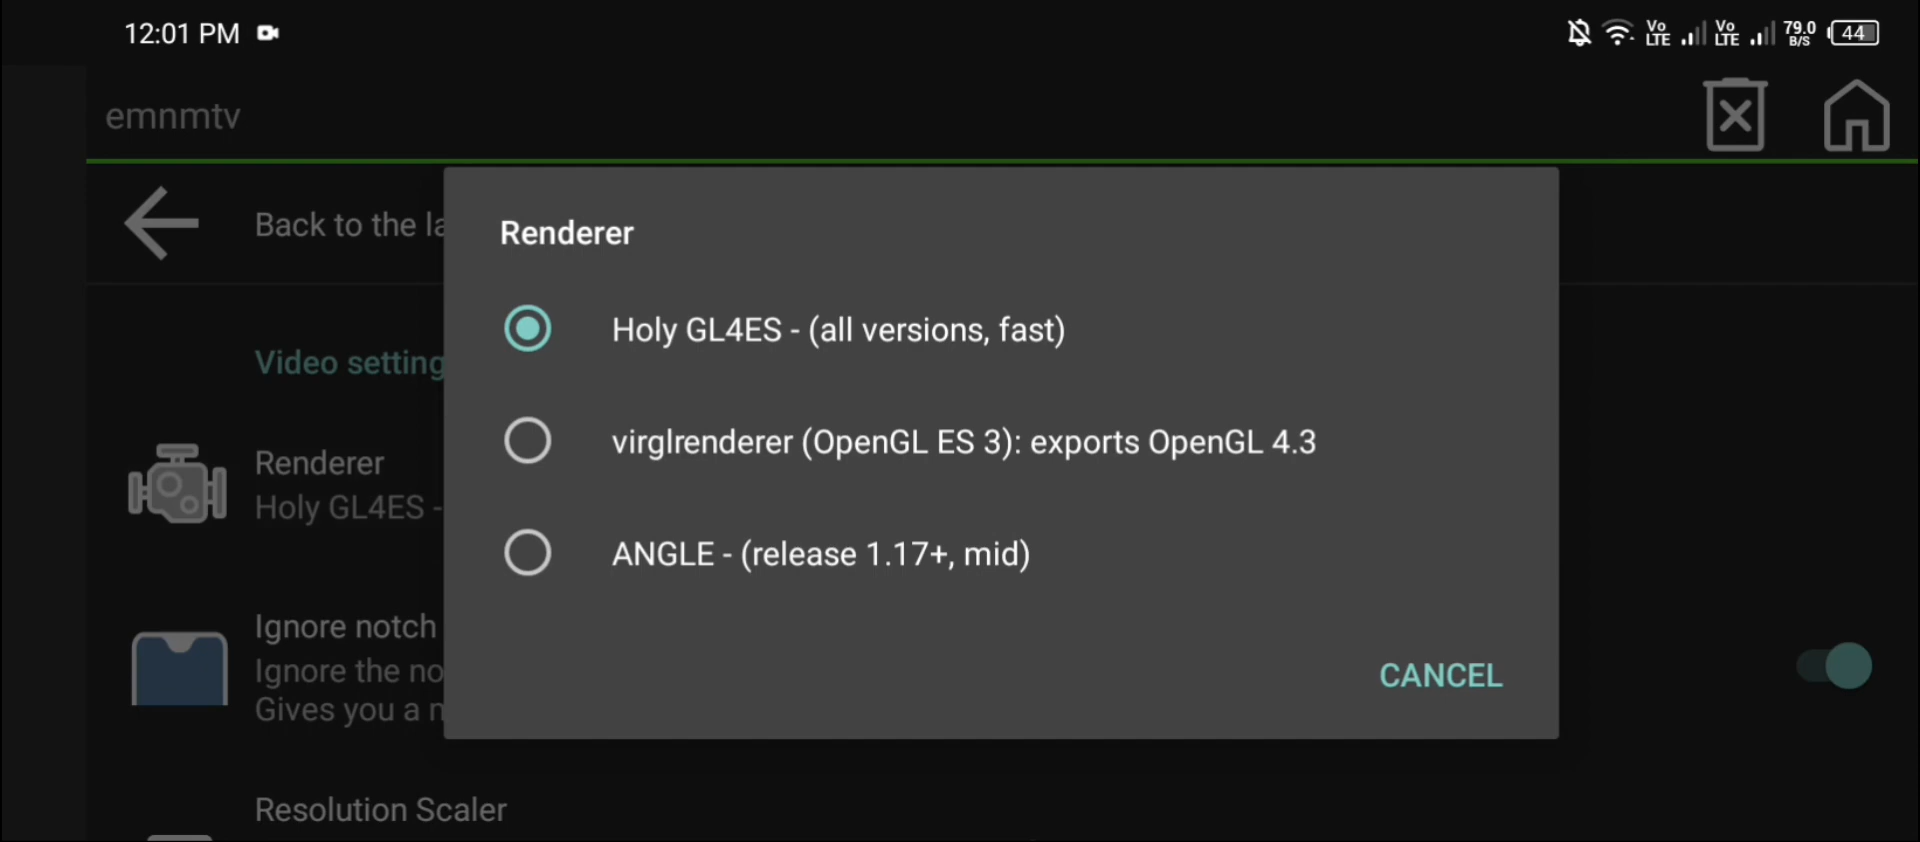 12:01 PM
Vo LTE Vo LTE 79.0 B/S 44
emnmtv
Back to the la
Renderer
Holy GL4ES - (all versions, fast)
Video setting
virglrenderer (OpenGL ES 3): exports OpenGL 4.3
Renderer
Holy GL4ES -
ANGLE - (release 1.17+, mid)
Ignore notch
Ignore the no
Gives you a
CANCEL
Resolution Scaler